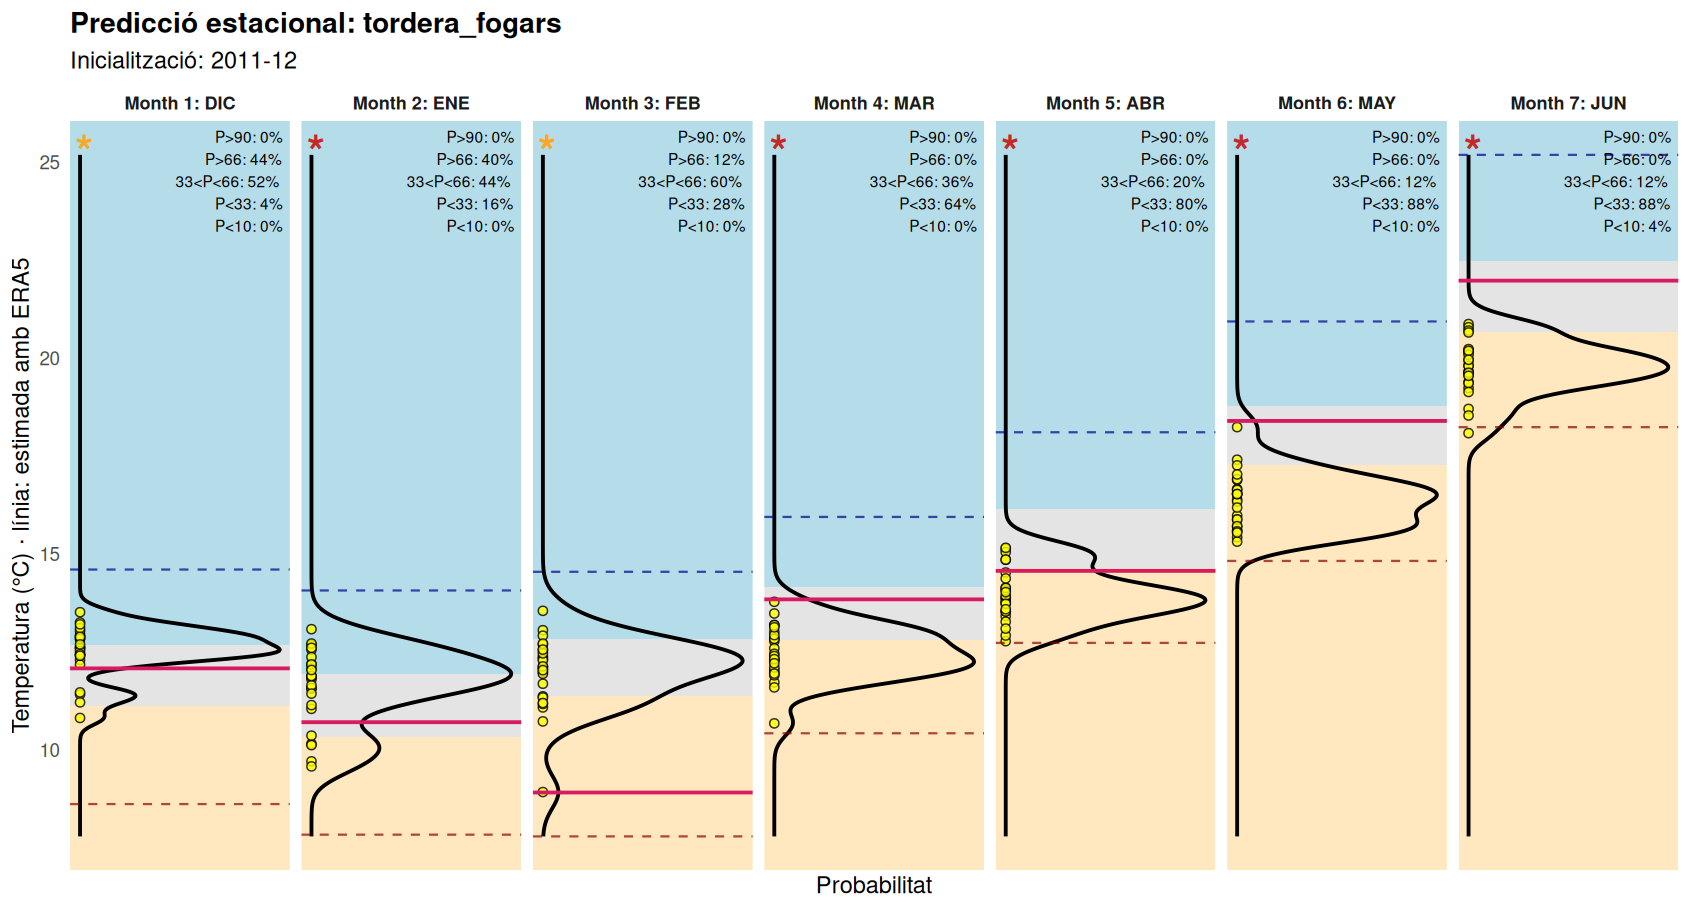 Predicció estacional: tordera_fogars
Inicialització: 2011-12
Month 1: DIC
Month 2: ENE
Month 3: FEB
Month 4: MAR
Month 5: ABR
Month 6: MAY
Month 7: JUN
P>90: 0%
P>66: 44%
33<P<66: 52%
P<33: 4%
P<10: 0%
P>90: 0%
P>66: 40%
33<P<66: 44%
P<33: 16%
P<10: 0%
P>90: 0%
P>66: 12%
33<P<66: 60%
P<33: 28%
P<10: 0%
P>90: 0%
P>66: 0%
33<P<66: 36%
P<33: 64%
P<10: 0%
P>90: 0%
P>66: 0%
33<P<66: 20%
P<33: 80%
P<10: 0%
P>90: 0%
P>66: 0%
33<P<66: 12%
P<33: 88%
P<10: 0%
P>90: 0%
P>66: 0%
33<P<66: 12%
P<33: 88%
P<10: 4%
25
20
15
10
Temperatura (°C) · línia: estimada amb ERA5
Probabilitat